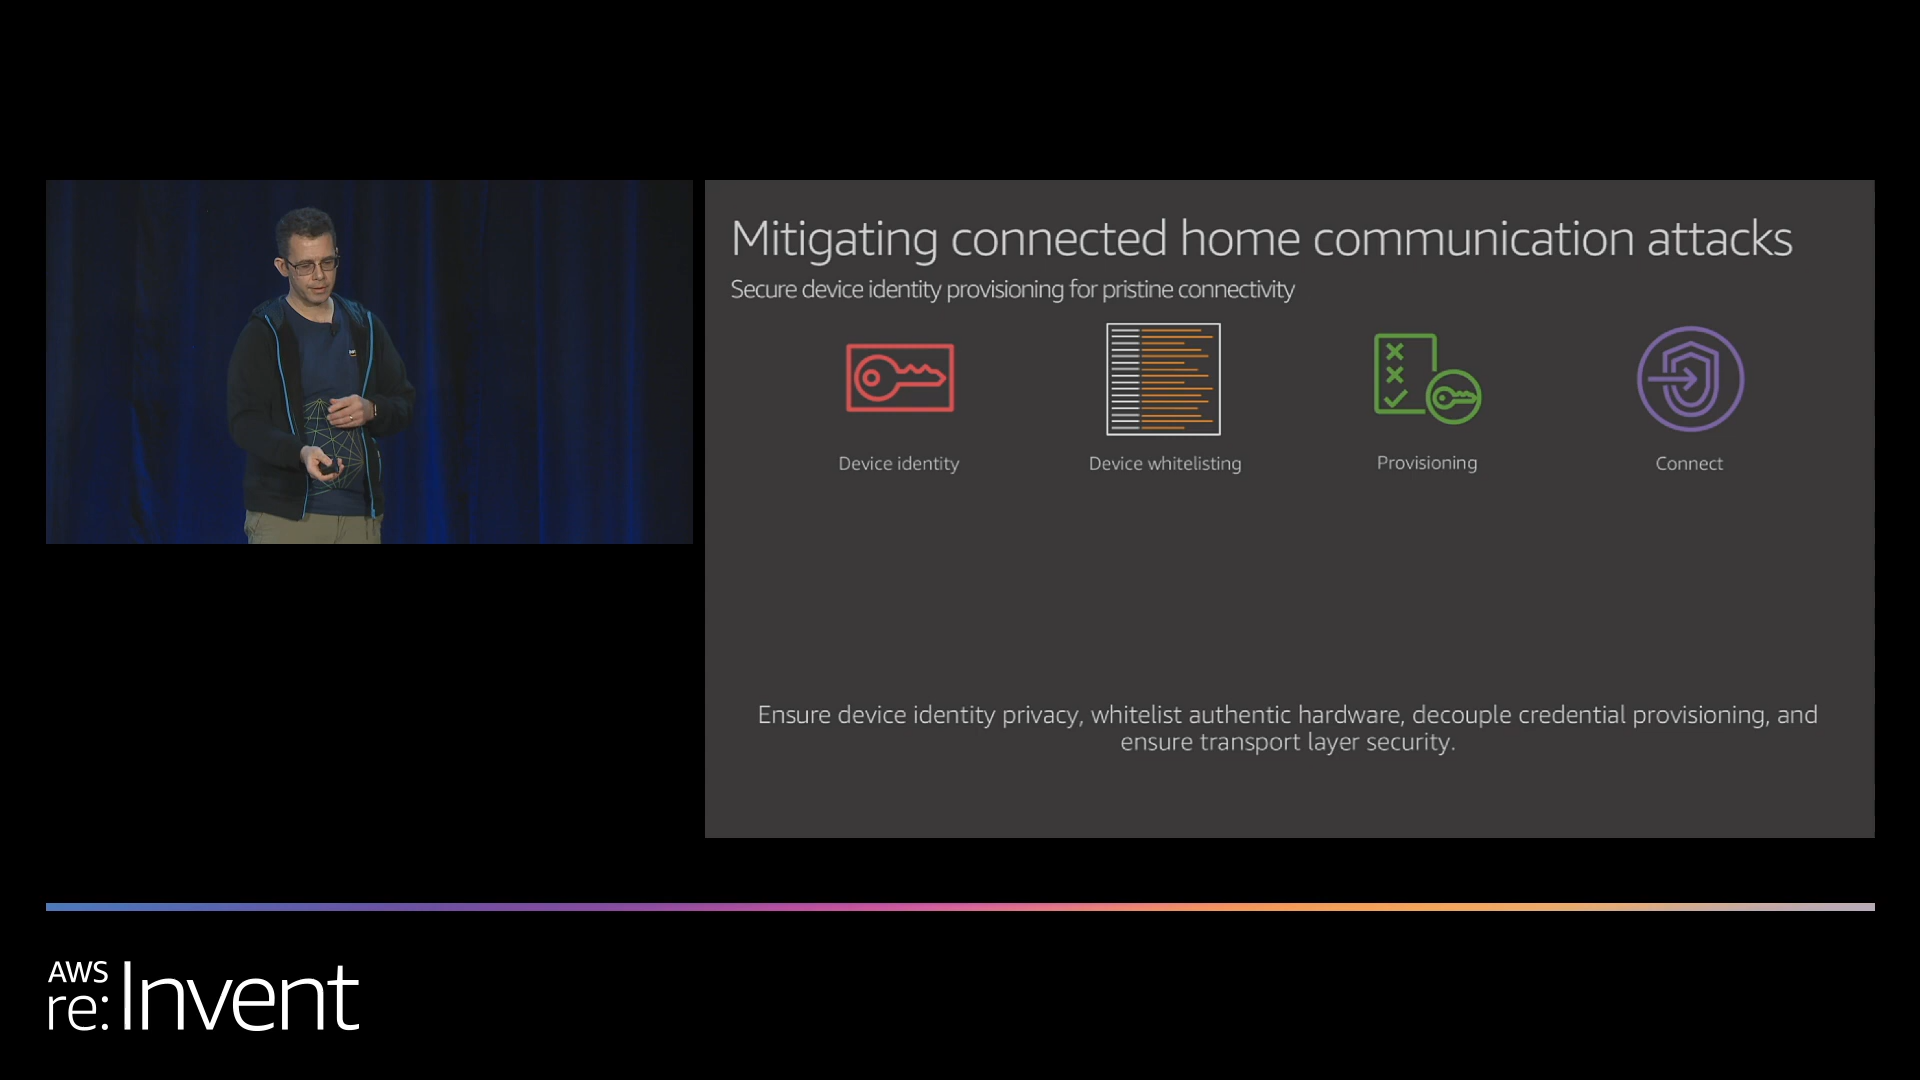 Mitigating connected home communication attacks
Secure device identity provisioning for pristine connectivity
Device identity
Device whitelisting
Provisioning
Connect
Ensure device identity privacy, whitelist authentic hardware, decouple credential provisioning, and
ensure transport layer security.
AWS
re:Invent